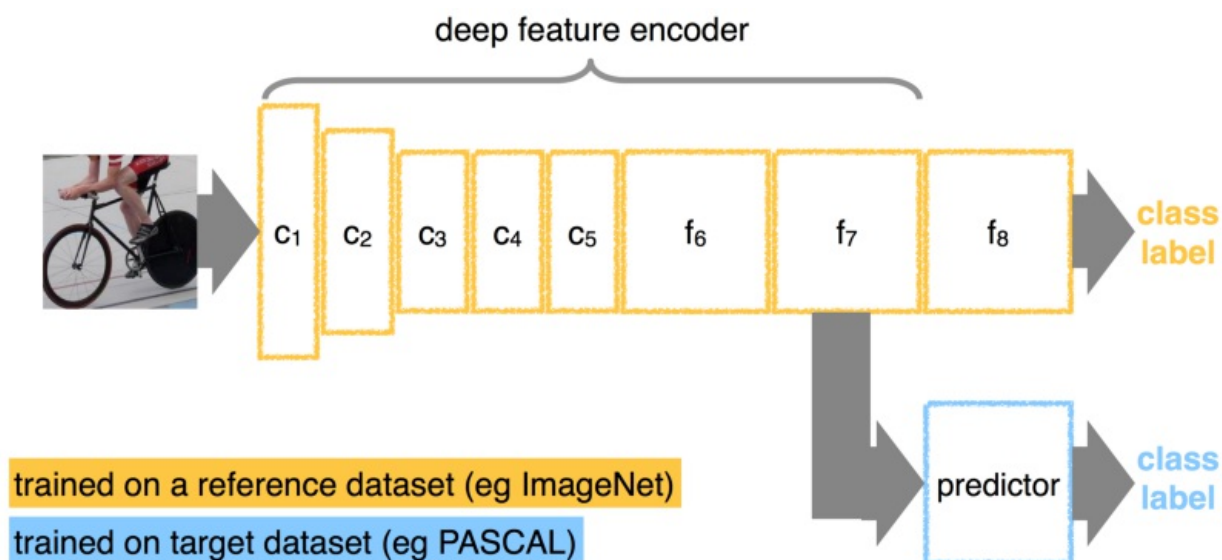 deep feature encoder
c1
c2
c3
c4
c5
f6
f7
f8
class
label
predictor
class
label
trained on a reference dataset (eg ImageNet)
trained on target dataset (eg PASCAL)